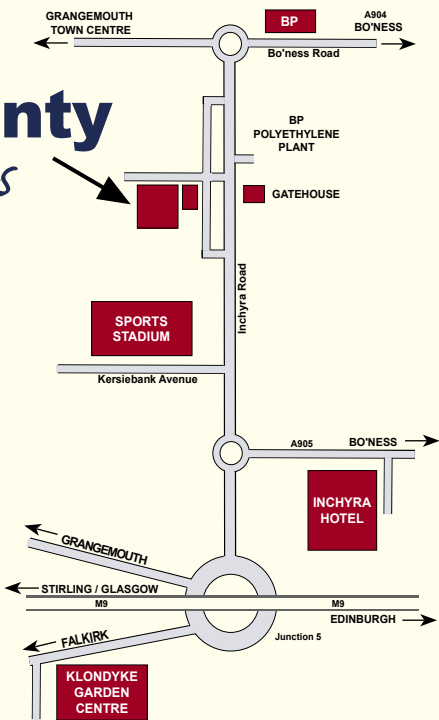 GRANGEMOUTH
TOWN CENTRE
BP
A904
BO'NESS
Bo'ness Road
nty
s
BP
POLYETHYLENE
PLANT
GATEHOUSE
Inchyra Road
SPORTS
STADIUM
Kersiebank Avenue
A905
BO'NESS
INCHYRA
HOTEL
GRANGEMOUTH
STIRLING / GLASGOW
M9
M9
EDINBURGH
FALKIRK
Junction 5
KLONDYKE
GARDEN
CENTRE